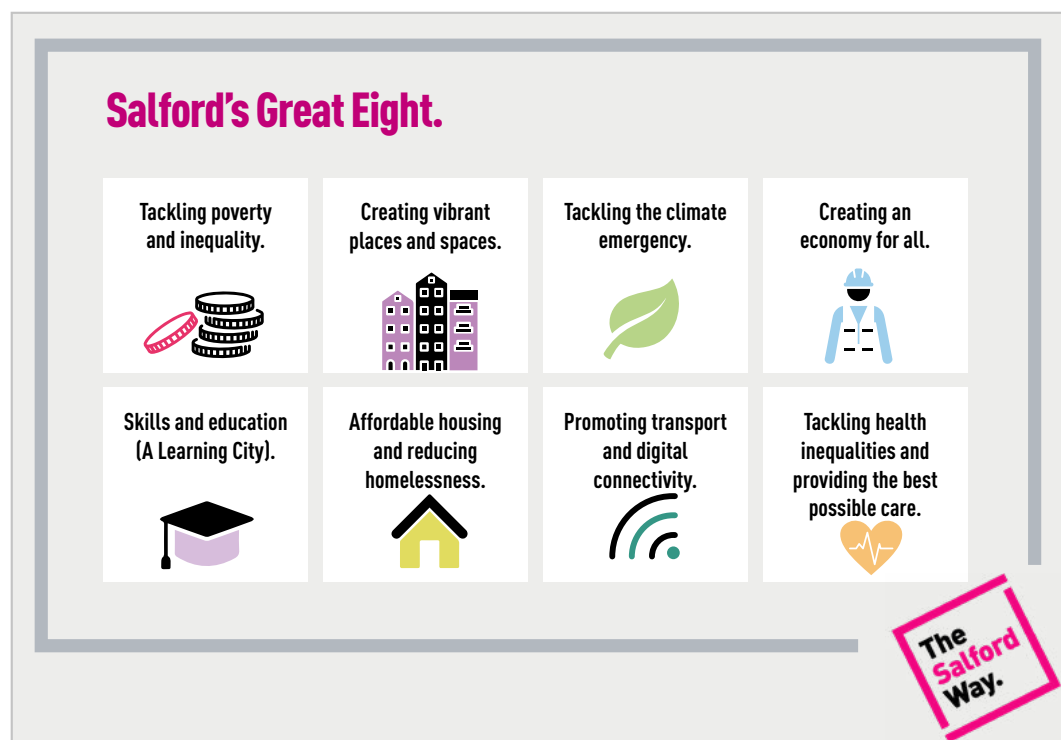 Salford's Great Eight.
Tackling poverty
and inequality.
Creating vibrant
places and spaces.
Tackling the climate
emergency.
Creating an
economy for all.
Skills and education
(A Learning City).
Affordable housing
and reducing
homelessness.
Promoting transport
and digital
connectivity.
Tackling health
inequalities and
providing the best
possible care.
The
Salford
Way.